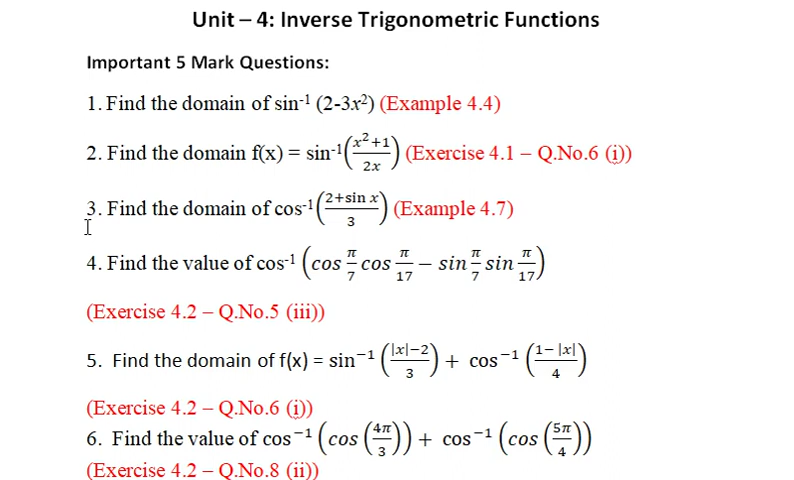 Unit – 4: Inverse Trigonometric Functions
Important 5 Mark Questions:
1. Find the domain of sin⁻¹ (2-3x²) (Example 4.4)
2. Find the domain f(x) = sin⁻¹((x²+1)/(2x)) (Exercise 4.1 – Q.No.6 (i))
3. Find the domain of cos⁻¹((2+sin x)/3) (Example 4.7)
4. Find the value of cos⁻¹ (cos π/7 cos π/17 − sin π/7 sin π/17)
(Exercise 4.2 – Q.No.5 (iii))
5. Find the domain of f(x) = sin⁻¹ ((|x|−2)/3) + cos⁻¹ ((1− |x|)/4)
(Exercise 4.2 – Q.No.6 (i))
6. Find the value of cos⁻¹ (cos (4π/3)) + cos⁻¹ (cos (5π/4))
(Exercise 4.2 – Q.No.8 (ii))